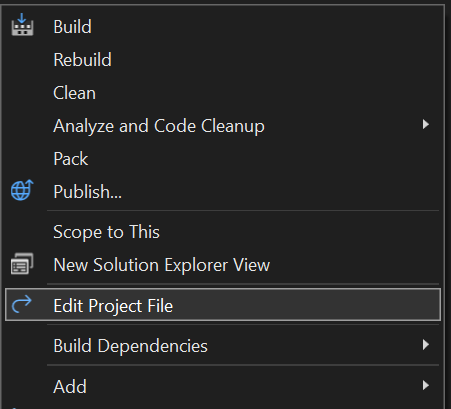 Build
Rebuild
Clean
Analyze and Code Cleanup
Pack
Publish...
Scope to This
New Solution Explorer View
Edit Project File
Build Dependencies
Add